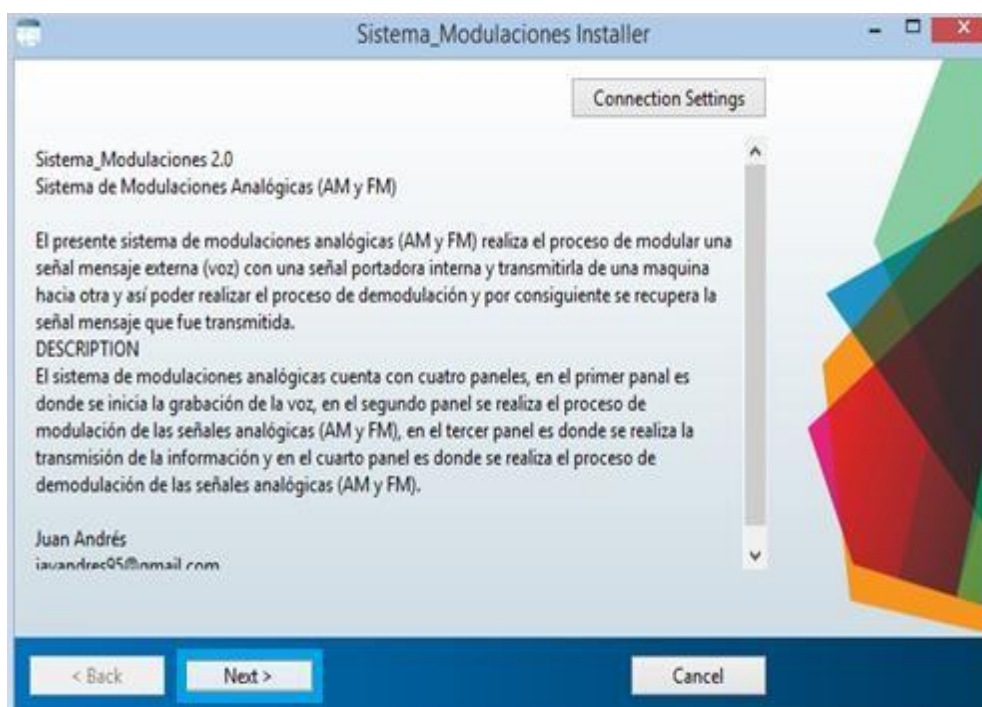 Sistema_Modulaciones Installer
Connection Settings
Sistema_Modulaciones 2.0
Sistema de Modulaciones Analógicas (AM y FM)
El presente sistema de modulaciones analógicas (AM y FM) realiza el proceso de modular una
señal mensaje externa (voz) con una señal portadora interna y transmitirla de una maquina
hacia otra y así poder realizar el proceso de demodulación y por consiguiente se recupera la
señal mensaje que fue transmitida.
DESCRIPTION
El sistema de modulaciones analógicas cuenta con cuatro paneles, en el primer panal es
donde se inicia la grabación de la voz, en el segundo panel se realiza el proceso de
modulación de las señales analógicas (AM y FM), en el tercer panel es donde se realiza la
transmisión de la información y en el cuarto panel es donde se realiza el proceso de
demodulación de las señales analógicas (AM y FM).
Juan Andrés
< Back
Next >
Cancel